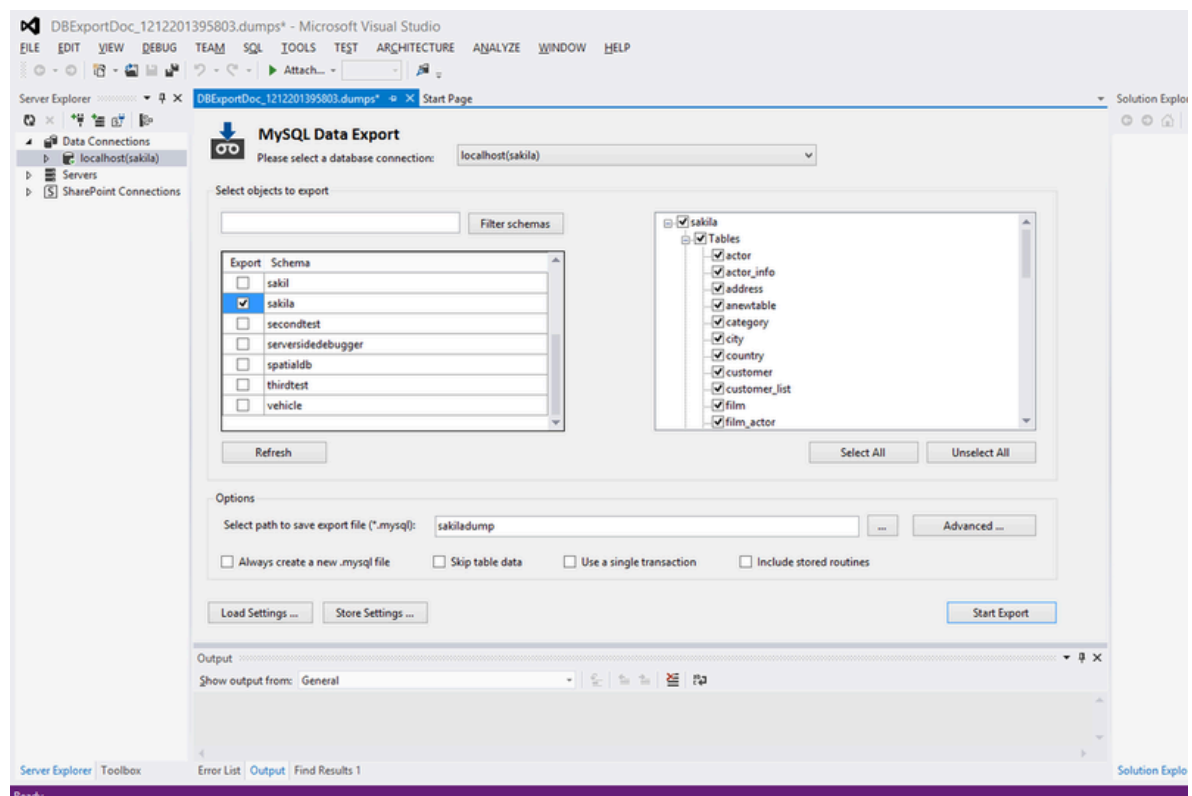 DBExportDoc_1212201395803.dumps* - Microsoft Visual Studio
FILE EDIT VIEW DEBUG TEAM SQL TOOLS TEST ARCHITECTURE ANALYZE WINDOW HELP
Attach...
Server Explorer
DBExportDoc_1212201395803.dumps* Start Page
Solution Explor
Data Connections
localhost(sakila)
Servers
SharePoint Connections
MySQL Data Export
Please select a database connection: localhost(sakila)
Select objects to export
Filter schemas
Export Schema
sakil
sakila
secondtest
serversidedebugger
spatialdb
thirdtest
vehicle
Refresh
sakila
Tables
actor
actor_info
address
anewtable
category
city
country
customer
customer_list
film
film_actor
Select All Unselect All
Options
Select path to save export file (*.mysql): sakiladump ... Advanced ...
Always create a new .mysql file Skip table data Use a single transaction Include stored routines
Load Settings ... Store Settings ... Start Export
Output
Show output from: General
Server Explorer Toolbox Error List Output Find Results 1 Solution Explo
Ready